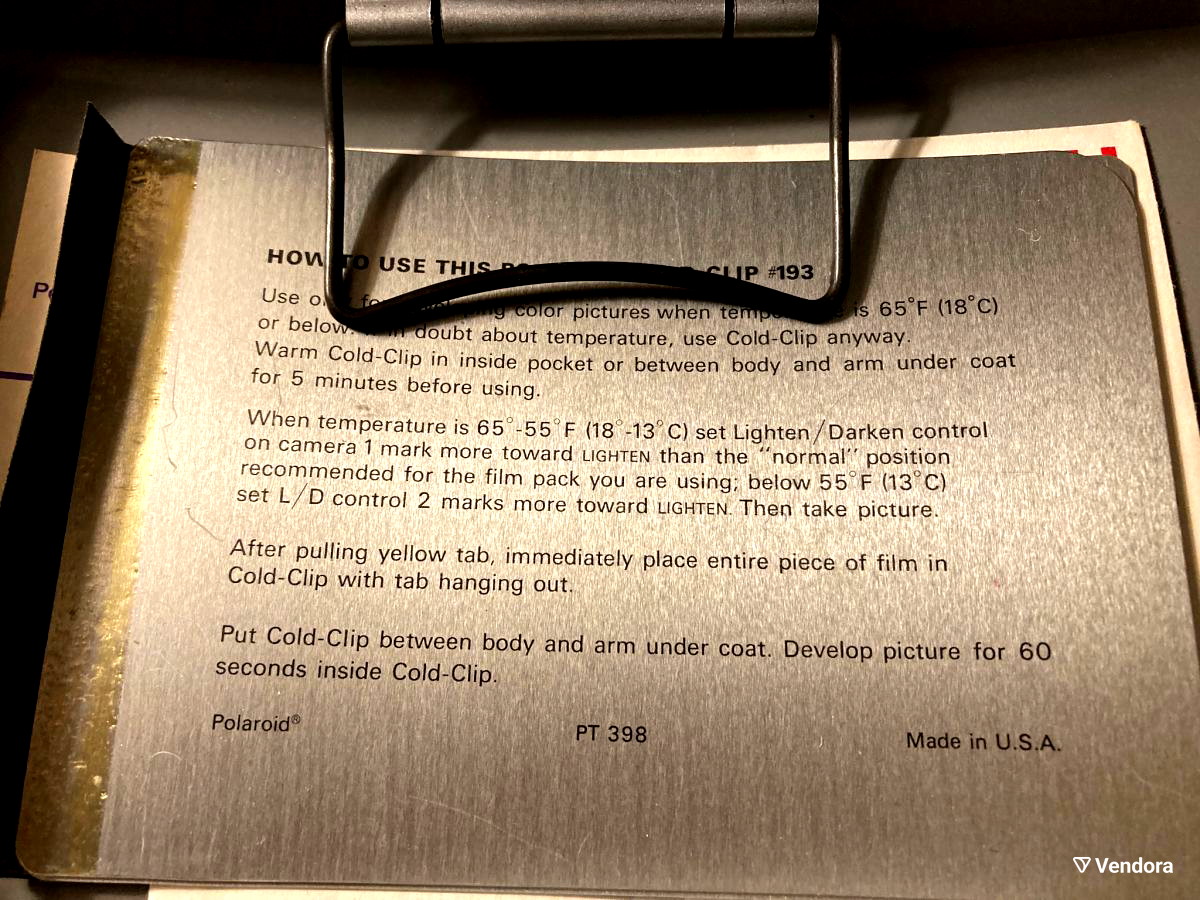 HOW TO USE THIS CLIP #193
Use only for developing color pictures when temperature is 65°F (18°C)
or below. If in doubt about temperature, use Cold-Clip anyway.
Warm Cold-Clip in inside pocket or between body and arm under coat
for 5 minutes before using.
When temperature is 65°-55°F (18°-13°C) set Lighten/Darken control
on camera 1 mark more toward LIGHTEN than the "normal" position
recommended for the film pack you are using; below 55°F (13°C)
set L/D control 2 marks more toward LIGHTEN. Then take picture.
After pulling yellow tab, immediately place entire piece of film in
Cold-Clip with tab hanging out.
Put Cold-Clip between body and arm under coat. Develop picture for 60
seconds inside Cold-Clip.
Polaroid® PT 398 Made in U.S.A.
Vendora